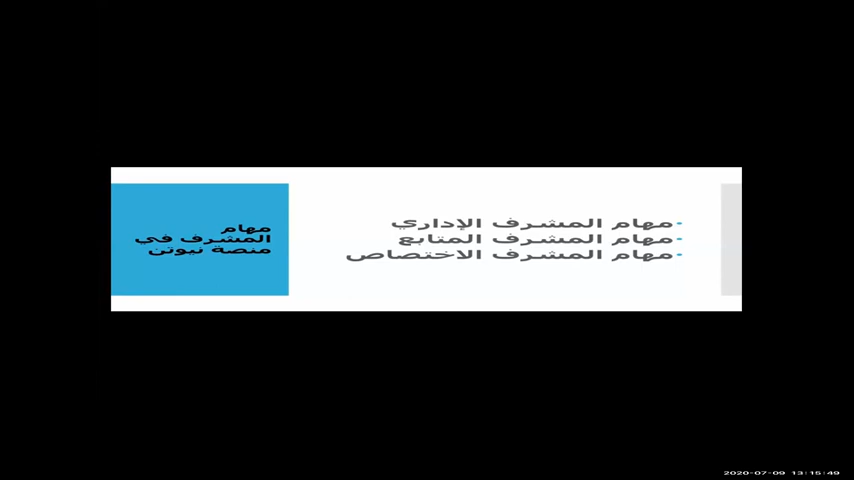 مهام
المشرف في
منصة نيوتن
•مهام المشرف الإداري
•مهام المشرف المتابع
•مهام المشرف الاختصاص
2020-07-09 13:15:49